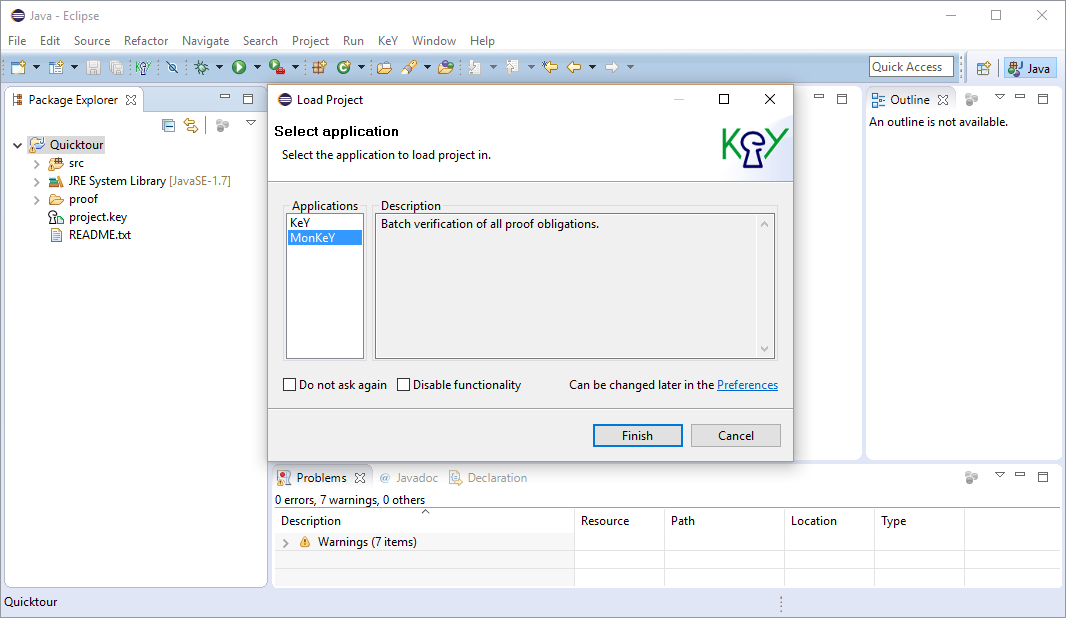 Java - Eclipse
File Edit Source Refactor Navigate Search Project Run KeY Window Help
Quick Access
Java
Package Explorer
Quicktour
src
JRE System Library [JavaSE-1.7]
proof
project.key
README.txt
Load Project
Select application
Select the application to load project in.
KeY
Applications
KeY
MonKeY
Description
Batch verification of all proof obligations.
Do not ask again
Disable functionality
Can be changed later in the Preferences
Finish
Cancel
Outline
An outline is not available.
Problems @ Javadoc Declaration
0 errors, 7 warnings, 0 others
Description Resource Path Location Type
Warnings (7 items)
Quicktour